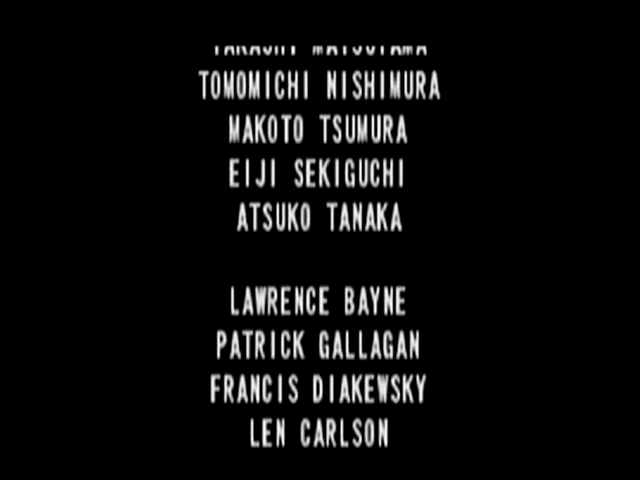 TOMOMICHI NISHIMURA
MAKOTO TSUMURA
EIJI SEKIGUCHI
ATSUKO TANAKA
LAWRENCE BAYNE
PATRICK GALLAGAN
FRANCIS DIAKEWSKY
LEN CARLSON